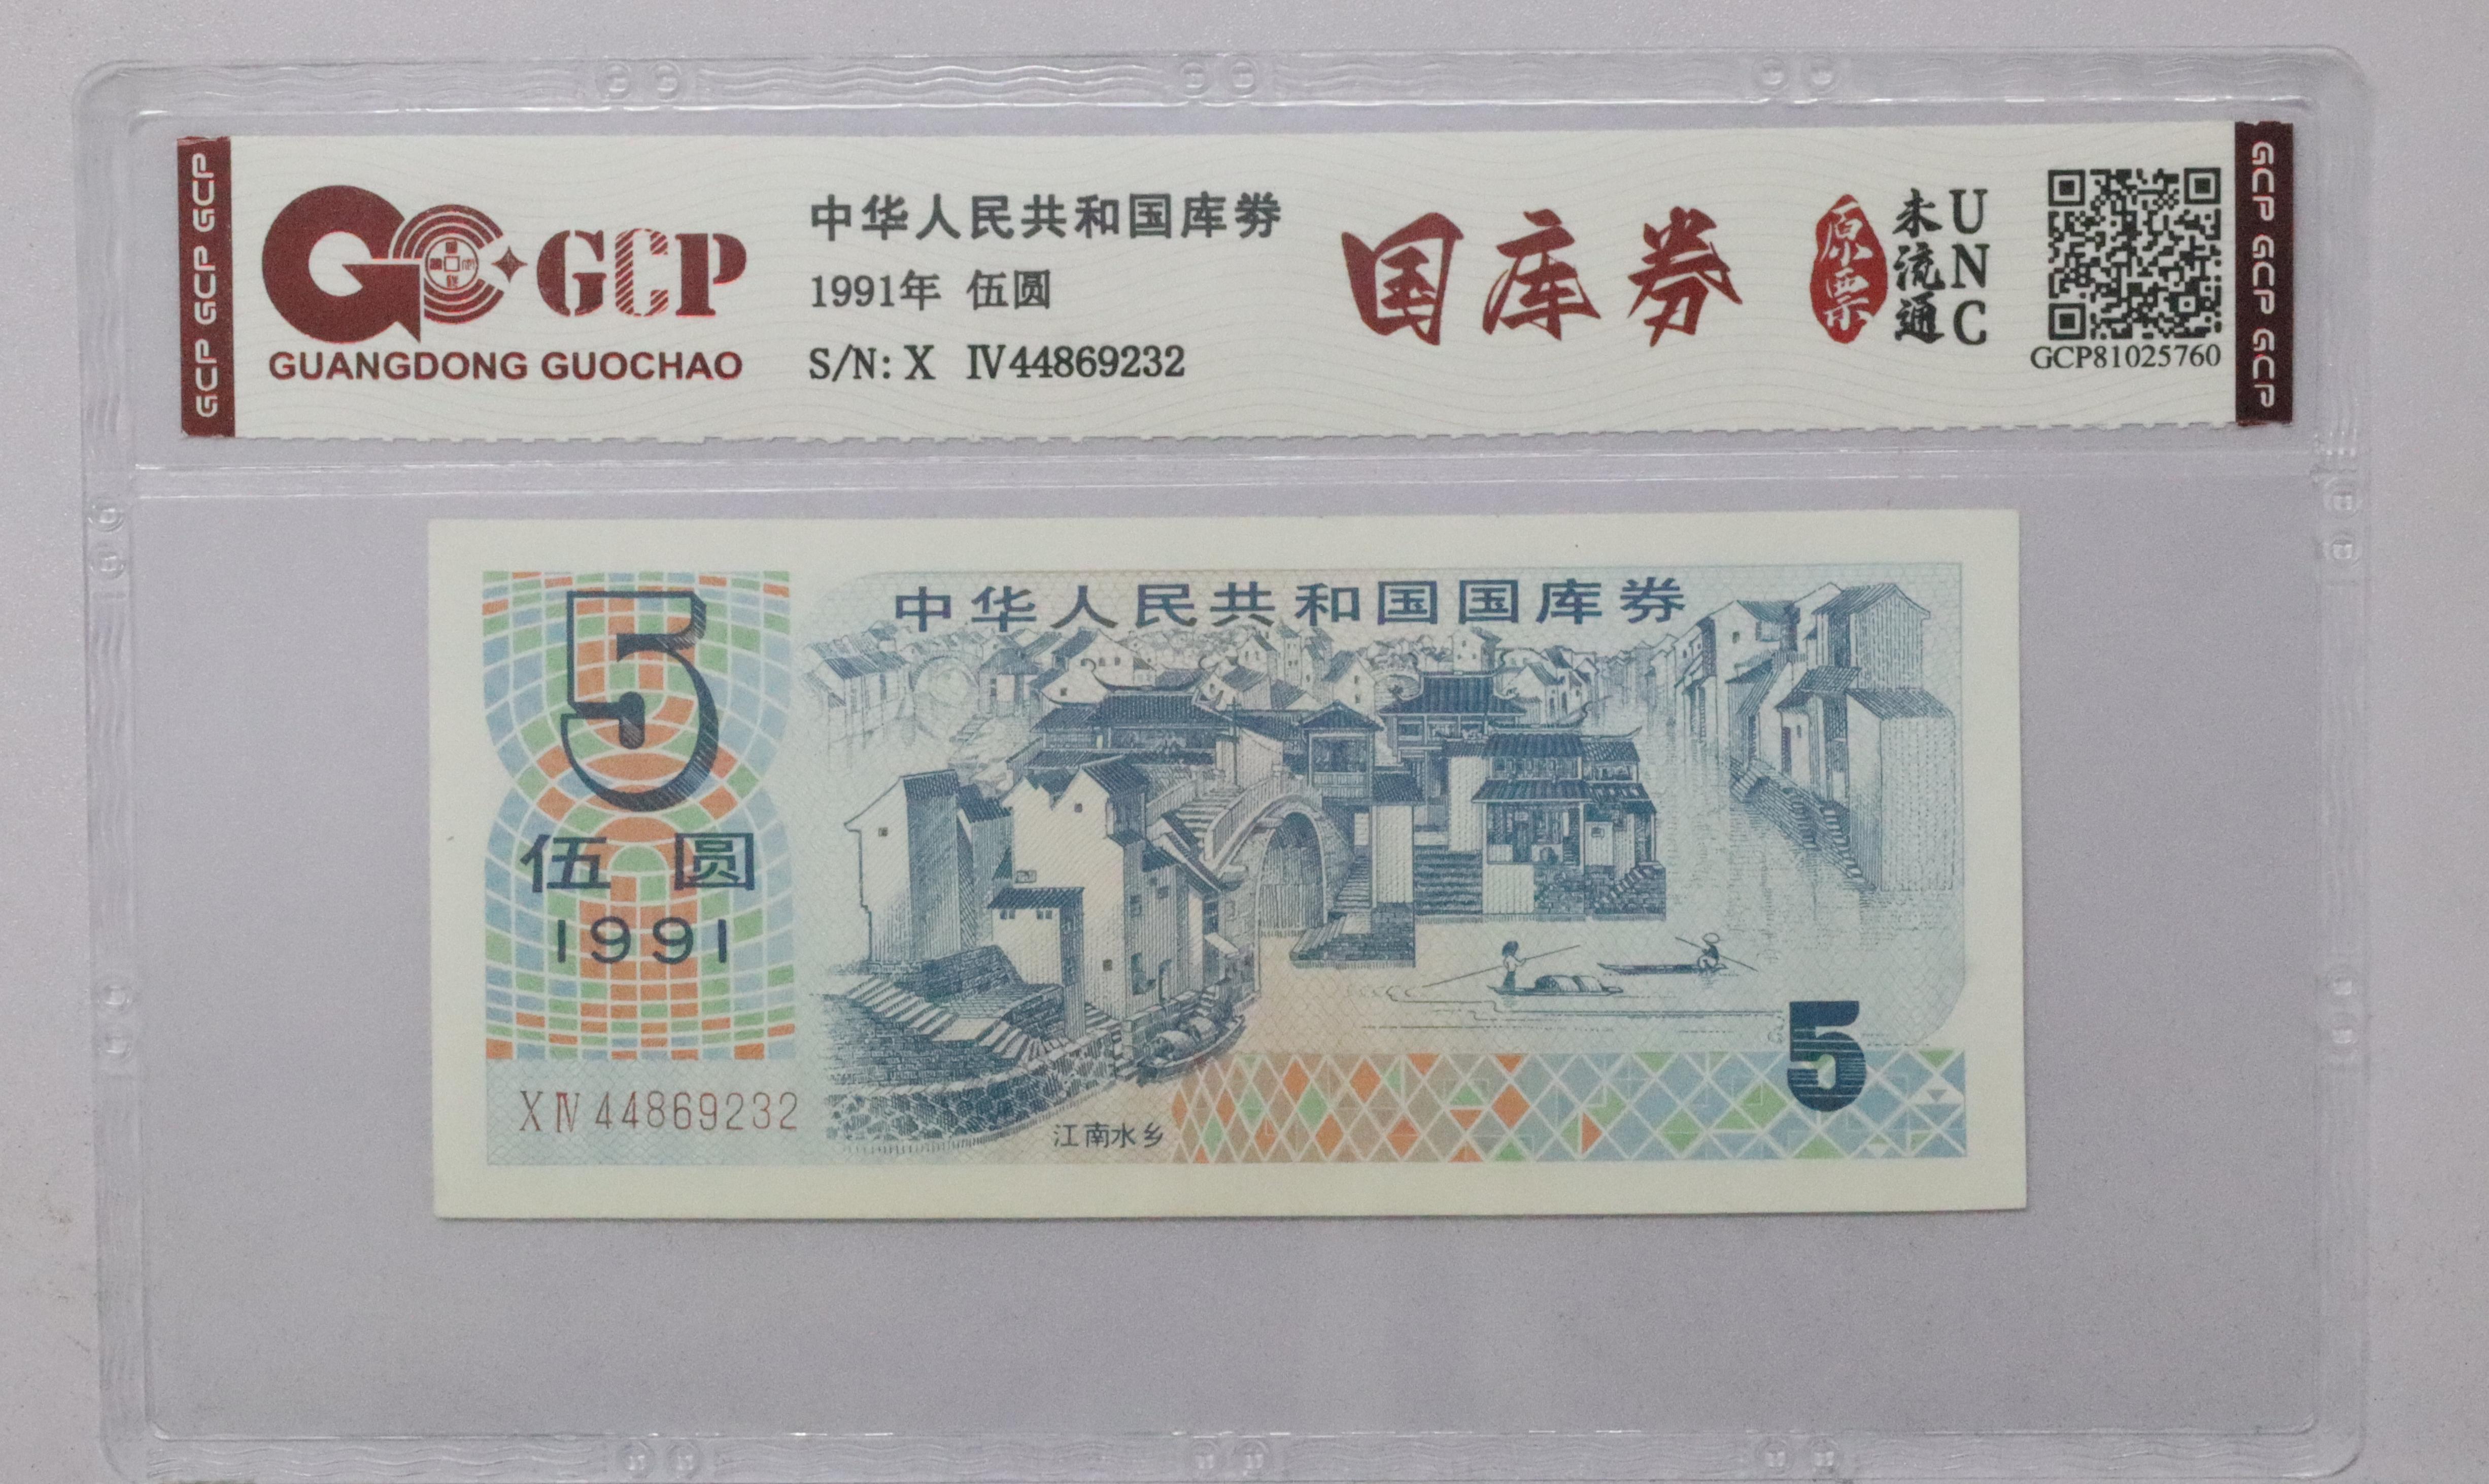 GCP GCP GCP
GCP
GUANGDONG GUOCHAO
中华人民共和国库券
1991年 伍圆
S/N: X Ⅳ44869232
国库券
原票
未流通
UNC
GCP81025760
GCP GCP GCP
中华人民共和国国库券
5
伍圆
1991
XⅣ44869232
江南水乡
5